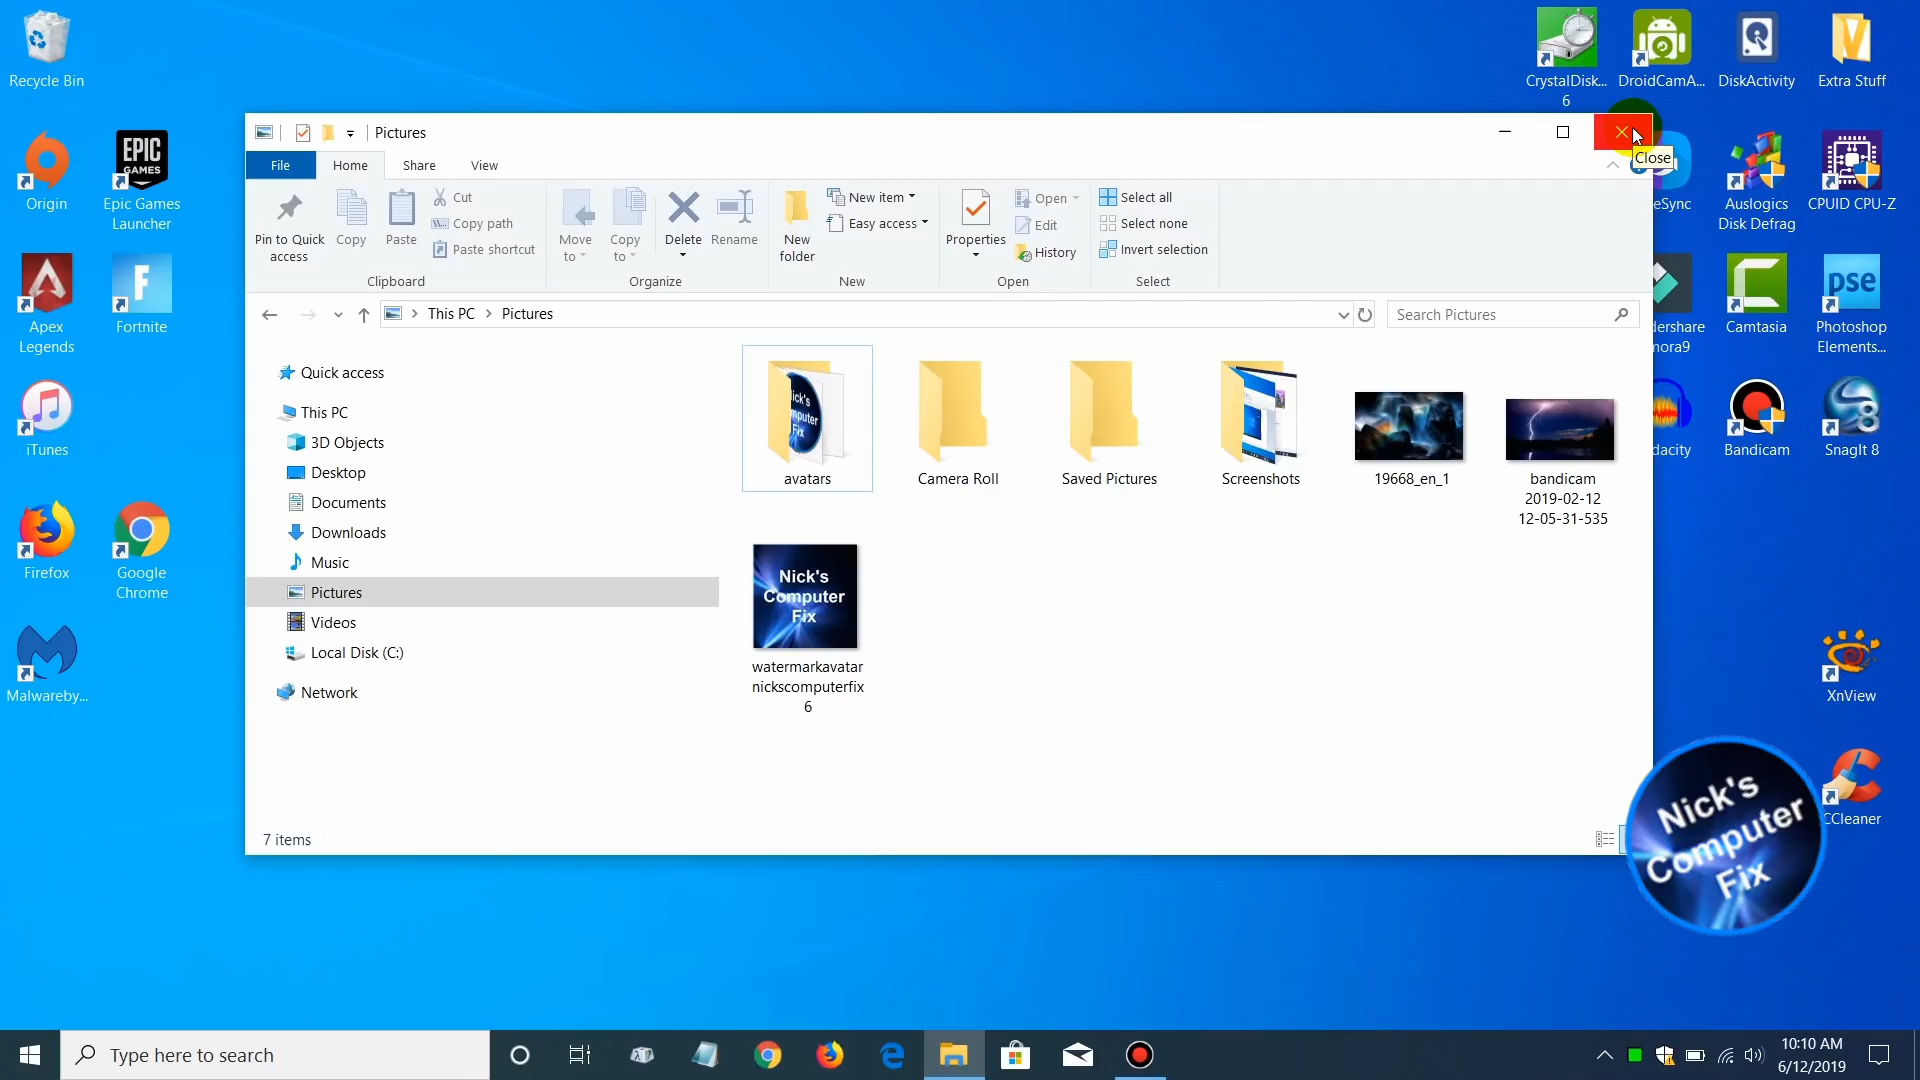 Recycle Bin
CrystalDisk...
6
DroidCamA...
DiskActivity
Extra Stuff
Pictures
Close
File
Home
Share
View
Origin
Epic Games
Launcher
EPIC
GAMES
eSync
Auslogics
Disk Defrag
CPUID CPU-Z
Pin to Quick
access
Copy
Paste
Cut
Copy path
Paste shortcut
Clipboard
Move
to
Copy
to
Delete
Rename
Organize
New
folder
New item
Easy access
New
Properties
Open
Edit
History
Open
Select all
Select none
Invert selection
Select
Apex
Legends
Fortnite
This PC
Pictures
Search Pictures
dershare
mora9
Camtasia
pse
Photoshop
Elements...
Quick access
This PC
3D Objects
Desktop
Documents
Downloads
Music
Pictures
Videos
Local Disk (C:)
Network
avatars
Camera Roll
Saved Pictures
Screenshots
19668_en_1
bandicam
2019-02-12
12-05-31-535
Nick's
Computer
Fix
watermarkavatar
nickscomputerfix
6
iTunes
dacity
Bandicam
SnagIt 8
Firefox
Google
Chrome
Malwareby...
XnView
CCleaner
7 items
Nick's
Computer
Fix
Type here to search
10:10 AM
6/12/2019